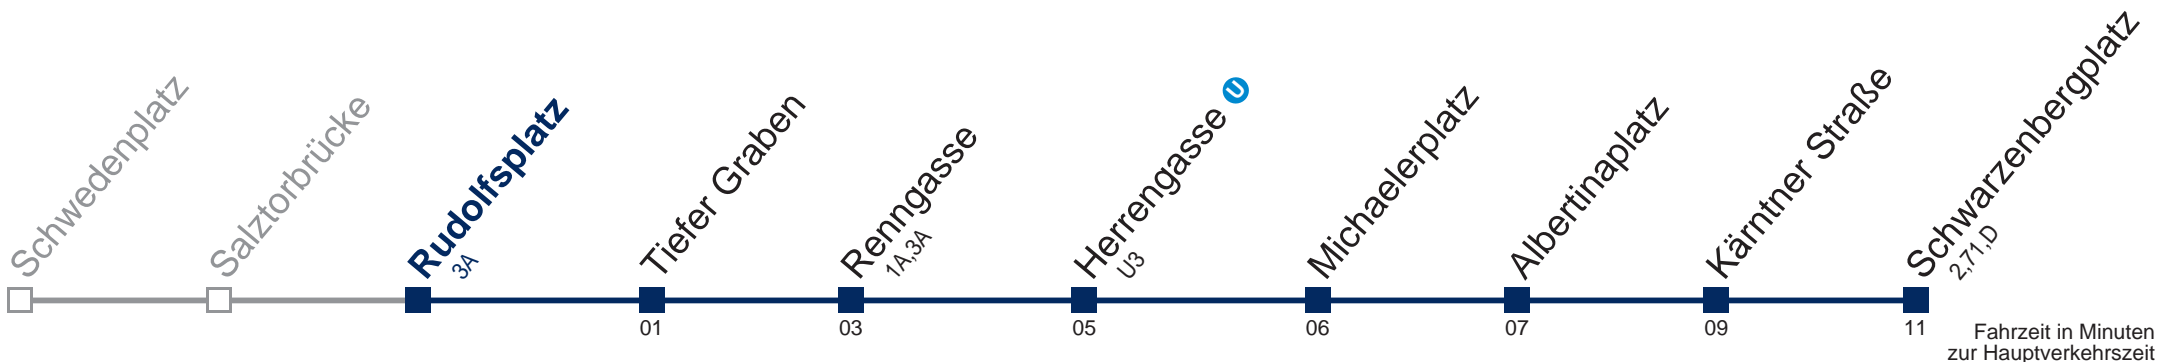 Schwedenplatz
Salztorbrücke
Rudolfsplatz
3A
Tiefer Graben
Renngasse
1A,3A
Herrengasse U
U3
Michaelerplatz
Albertinaplatz
Kärntner Straße
Schwarzenbergplatz
2,71,D
01
03
05
06
07
09
11
Fahrzeit in Minuten
zur Hauptverkehrszeit